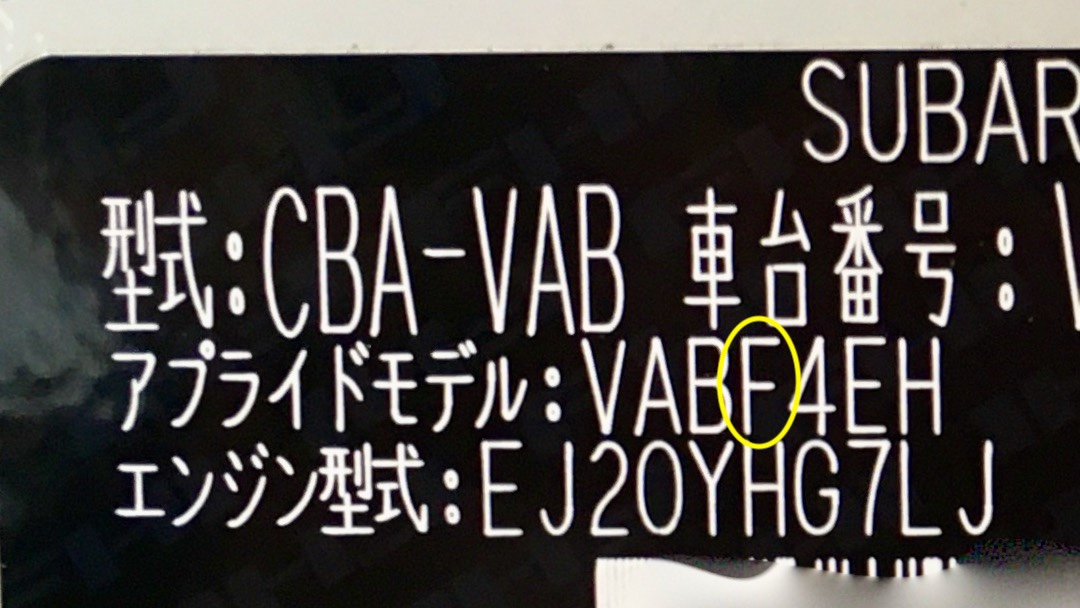 SUBAR
型式:CBA-VAB 車台番号:
アプライドモデル:VABF4EH
エンジン型式:EJ20YHG7LJ